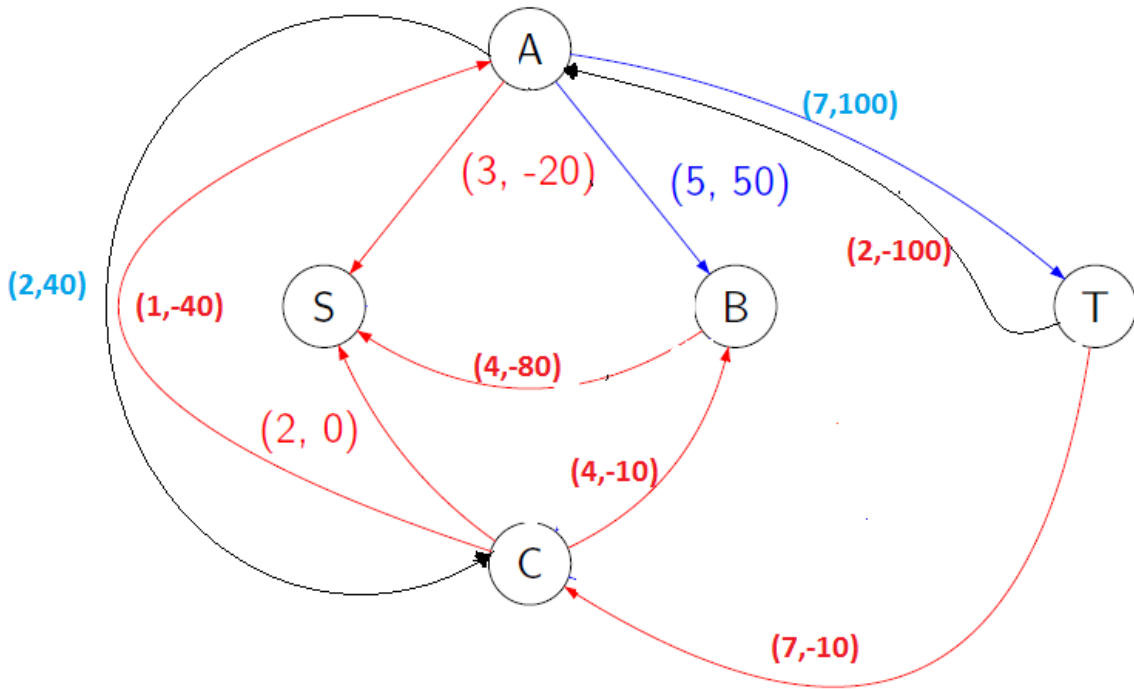 A
(7,100)
(3, -20)
(5, 50)
(2,-100)
(2,40)
(1,-40)
S
B
T
(4,-80)
(2, 0)
(4,-10)
C
(7,-10)